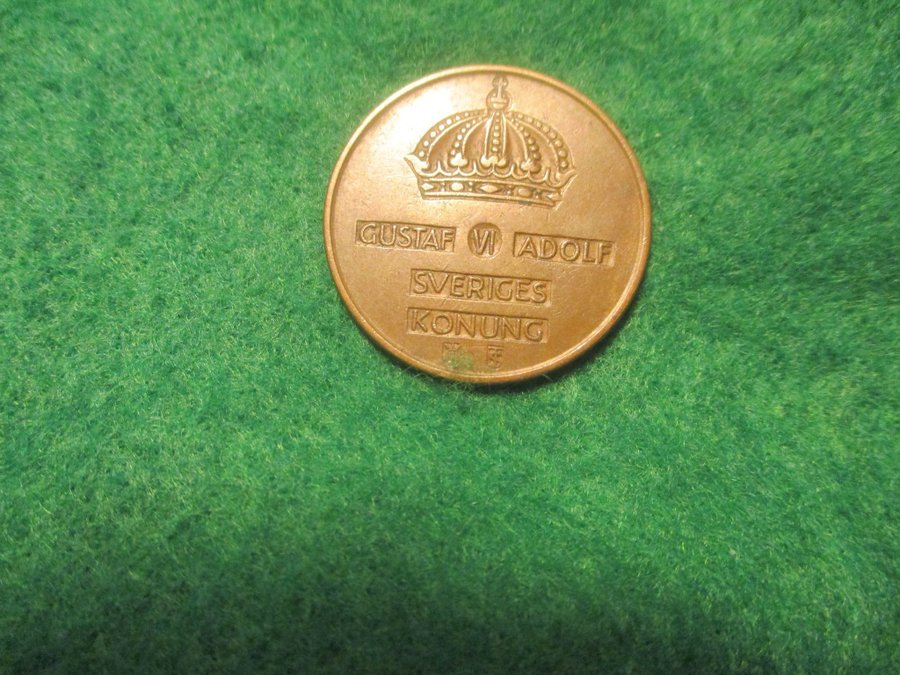 GUSTAF VI ADOLF
SVERIGES
KONUNG